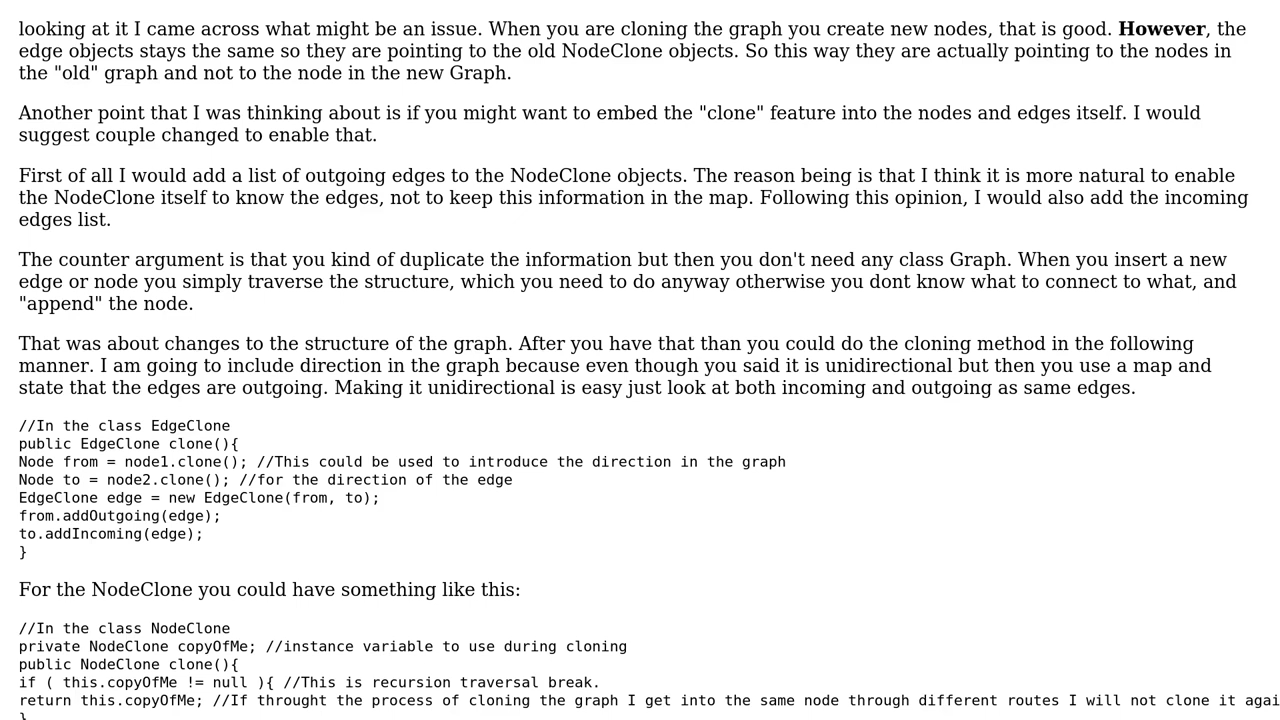 looking at it I came across what might be an issue. When you are cloning the graph you create new nodes, that is good. However, the
edge objects stays the same so they are pointing to the old NodeClone objects. So this way they are actually pointing to the nodes in
the "old" graph and not to the node in the new Graph.
Another point that I was thinking about is if you might want to embed the "clone" feature into the nodes and edges itself. I would
suggest couple changed to enable that.
First of all I would add a list of outgoing edges to the NodeClone objects. The reason being is that I think it is more natural to enable
the NodeClone itself to know the edges, not to keep this information in the map. Following this opinion, I would also add the incoming
edges list.
The counter argument is that you kind of duplicate the information but then you don't need any class Graph. When you insert a new
edge or node you simply traverse the structure, which you need to do anyway otherwise you dont know what to connect to what, and
"append" the node.
That was about changes to the structure of the graph. After you have that than you could do the cloning method in the following
manner. I am going to include direction in the graph because even though you said it is unidirectional but then you use a map and
state that the edges are outgoing. Making it unidirectional is easy just look at both incoming and outgoing as same edges.
//In the class EdgeClone
public EdgeClone clone(){
Node from = node1.clone(); //This could be used to introduce the direction in the graph
Node to = node2.clone(); //for the direction of the edge
EdgeClone edge = new EdgeClone(from, to);
from.addOutgoing(edge);
to.addIncoming(edge);
}
For the NodeClone you could have something like this:
//In the class NodeClone
private NodeClone copyOfMe; //instance variable to use during cloning
public NodeClone clone(){
if ( this.copyOfMe != null ){ //This is recursion traversal break.
return this.copyOfMe; //If throught the process of cloning the graph I get into the same node through different routes I will not clone it agai
}